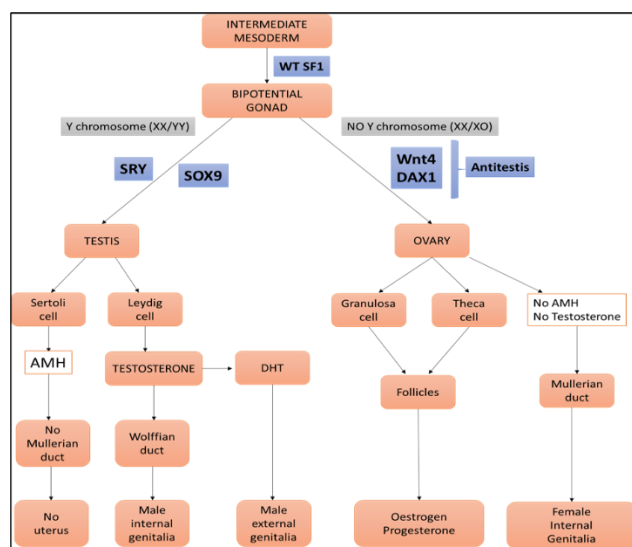 INTERMEDIATE
MESODERM
WT SF1
BIPOTENTIAL
GONAD
Y chromosome (XX/YY)
NO Y chromosome (XX/XO)
SRY
SOX9
Wnt4
DAX1
Antitestis
TESTIS
OVARY
Sertoli
cell
Leydig
cell
Granulosa
cell
Theca
cell
No AMH
No Testosterone
AMH
TESTOSTERONE
DHT
Follicles
Mullerian
duct
No
Mullerian
duct
Wolffian
duct
No
uterus
Male
internal
genitalia
Male
external
genitalia
Oestrogen
Progesterone
Female
Internal
Genitalia